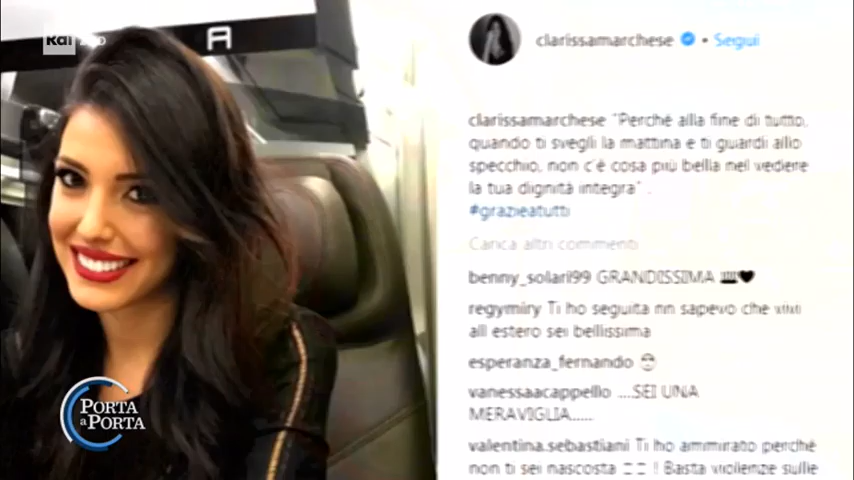 Rai
A
clarissamarchese • Segui
clarissamarchese "Perché alla fine di tutto,
quando ti svegli la mattina e ti guardi allo
specchio, non c'è cosa più bella nel vedere
la tua dignità integra" .
#grazieatutti
Carica altri commenti
benny_solari99 GRANDISSIMA
regymiry Ti ho seguita nn sapevo che vivi
all estero sei bellissima
esperanza_fernando
vanessaacappello ....SEI UNA
MERAVIGLIA......
valentina.sebastiani Ti ho ammirato perché
non ti sei nascosta ! Basta violenze sulle
PORTA
a PORTA